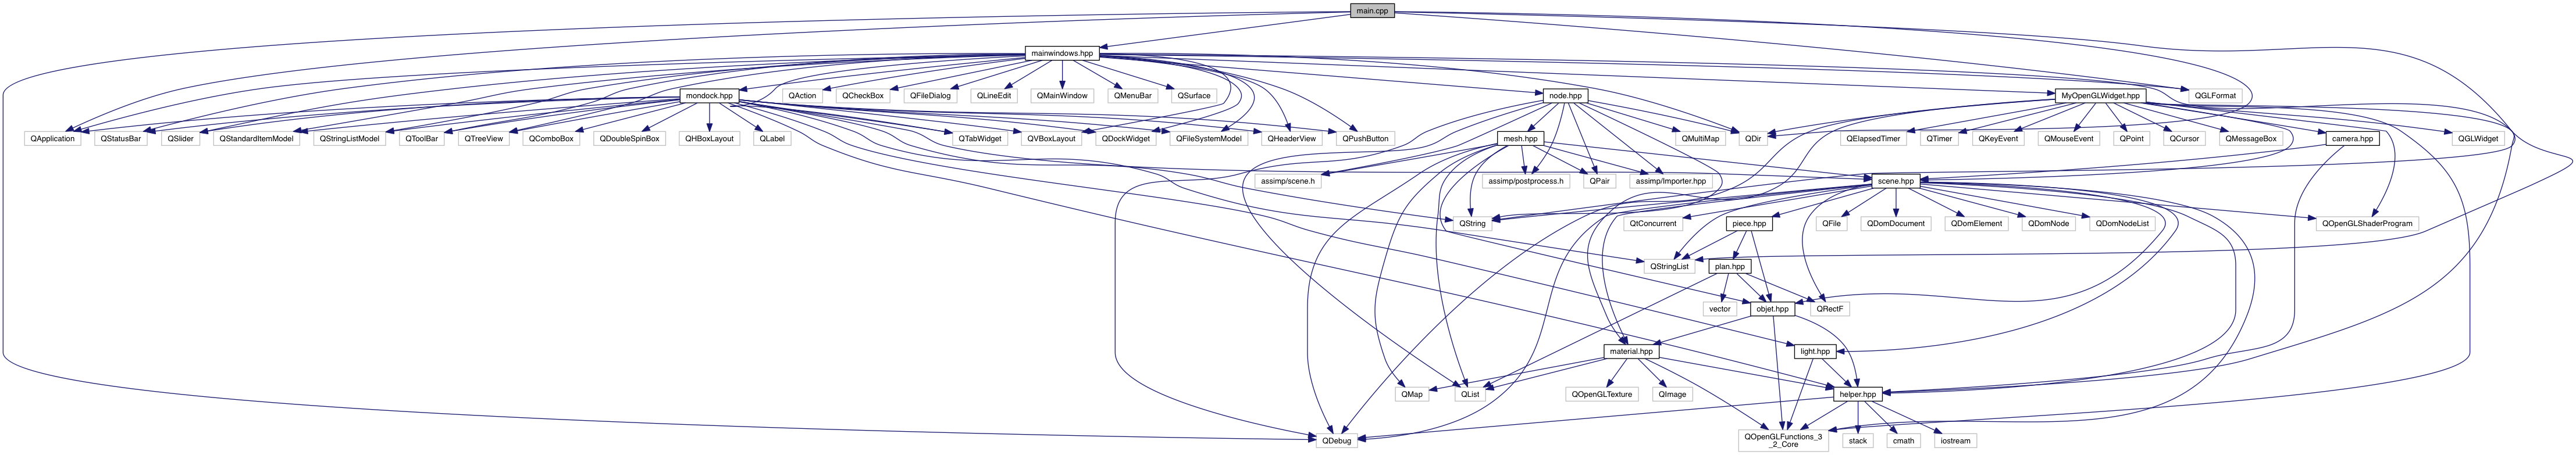 main.cpp
mainwindows.hpp
mondock.hpp
QAction
QCheckBox
QFileDialog
QLineEdit
QMainWindow
QMenuBar
QSurface
node.hpp
MyOpenGLWidget.hpp
QGLFormat
QApplication
QStatusBar
QSlider
QStandardItemModel
QStringListModel
QToolBar
QTreeView
QComboBox
QDoubleSpinBox
QHBoxLayout
QLabel
QTabWidget
QVBoxLayout
QDockWidget
QFileSystemModel
QHeaderView
QPushButton
mesh.hpp
QMultiMap
QDir
QElapsedTimer
QTimer
QKeyEvent
QMouseEvent
QPoint
QCursor
QMessageBox
camera.hpp
QGLWidget
assimp/scene.h
assimp/postprocess.h
QPair
assimp/Importer.hpp
scene.hpp
QString
QtConcurrent
piece.hpp
QFile
QDomDocument
QDomElement
QDomNode
QDomNodeList
QOpenGLShaderProgram
QStringList
plan.hpp
vector
objet.hpp
QRectF
material.hpp
light.hpp
QMap
QList
QOpenGLTexture
QImage
helper.hpp
QDebug
QOpenGLFunctions_3
_2_Core
stack
cmath
iostream